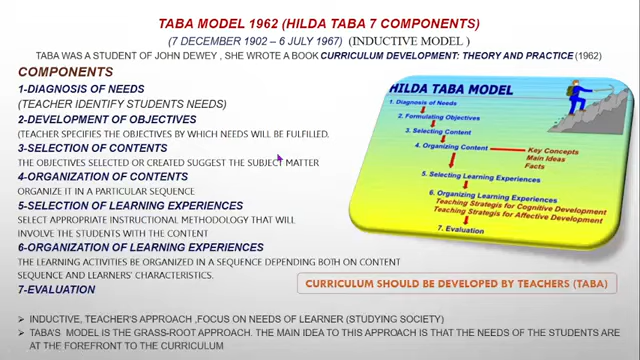 TABA MODEL 1962 (HILDA TABA 7 COMPONENTS)
(7 DECEMBER 1902 – 6 JULY 1967) (INDUCTIVE MODEL )
TABA WAS A STUDENT OF JOHN DEWEY , SHE WROTE A BOOK CURRICULUM DEVELOPMENT: THEORY AND PRACTICE (1962)
COMPONENTS
1-DIAGNOSIS OF NEEDS
(TEACHER IDENTIFY STUDENTS NEEDS)
2-DEVELOPMENT OF OBJECTIVES
(TEACHER SPECIFIES THE OBJECTIVES BY WHICH NEEDS WILL BE FULFILLED.
3-SELECTION OF CONTENTS
THE OBJECTIVES SELECTED OR CREATED SUGGEST THE SUBJECT MATTER
4-ORGANIZATION OF CONTENTS
ORGANIZE IT IN A PARTICULAR SEQUENCE
5-SELECTION OF LEARNING EXPERIENCES
SELECT APPROPRIATE INSTRUCTIONAL METHODOLOGY THAT WILL
INVOLVE THE STUDENTS WITH THE CONTENT
6-ORGANIZATION OF LEARNING EXPERIENCES
THE LEARNING ACTIVITIES BE ORGANIZED IN A SEQUENCE DEPENDING BOTH ON CONTENT
SEQUENCE AND LEARNERS' CHARACTERISTICS.
7-EVALUATION
HILDA TABA MODEL
1. Diagnosis of Needs
2. Formulating Objectives
3. Selecting Content
4. Organizing Content
Key Concepts
Main Ideas
Facts
5. Selecting Learning Experiences
6. Organizing Learning Experiences
Teaching Strategis for Cognitive Development
Teaching Strategis for Affective Development
7. Evaluation
CURRICULUM SHOULD BE DEVELOPED BY TEACHERS (TABA)
➢ INDUCTIVE, TEACHER'S APPROACH ,FOCUS ON NEEDS OF LEARNER (STUDYING SOCIETY)
➢ TABA'S MODEL IS THE GRASS-ROOT APPROACH. THE MAIN IDEA TO THIS APPROACH IS THAT THE NEEDS OF THE STUDENTS ARE
AT THE FOREFRONT TO THE CURRICULUM